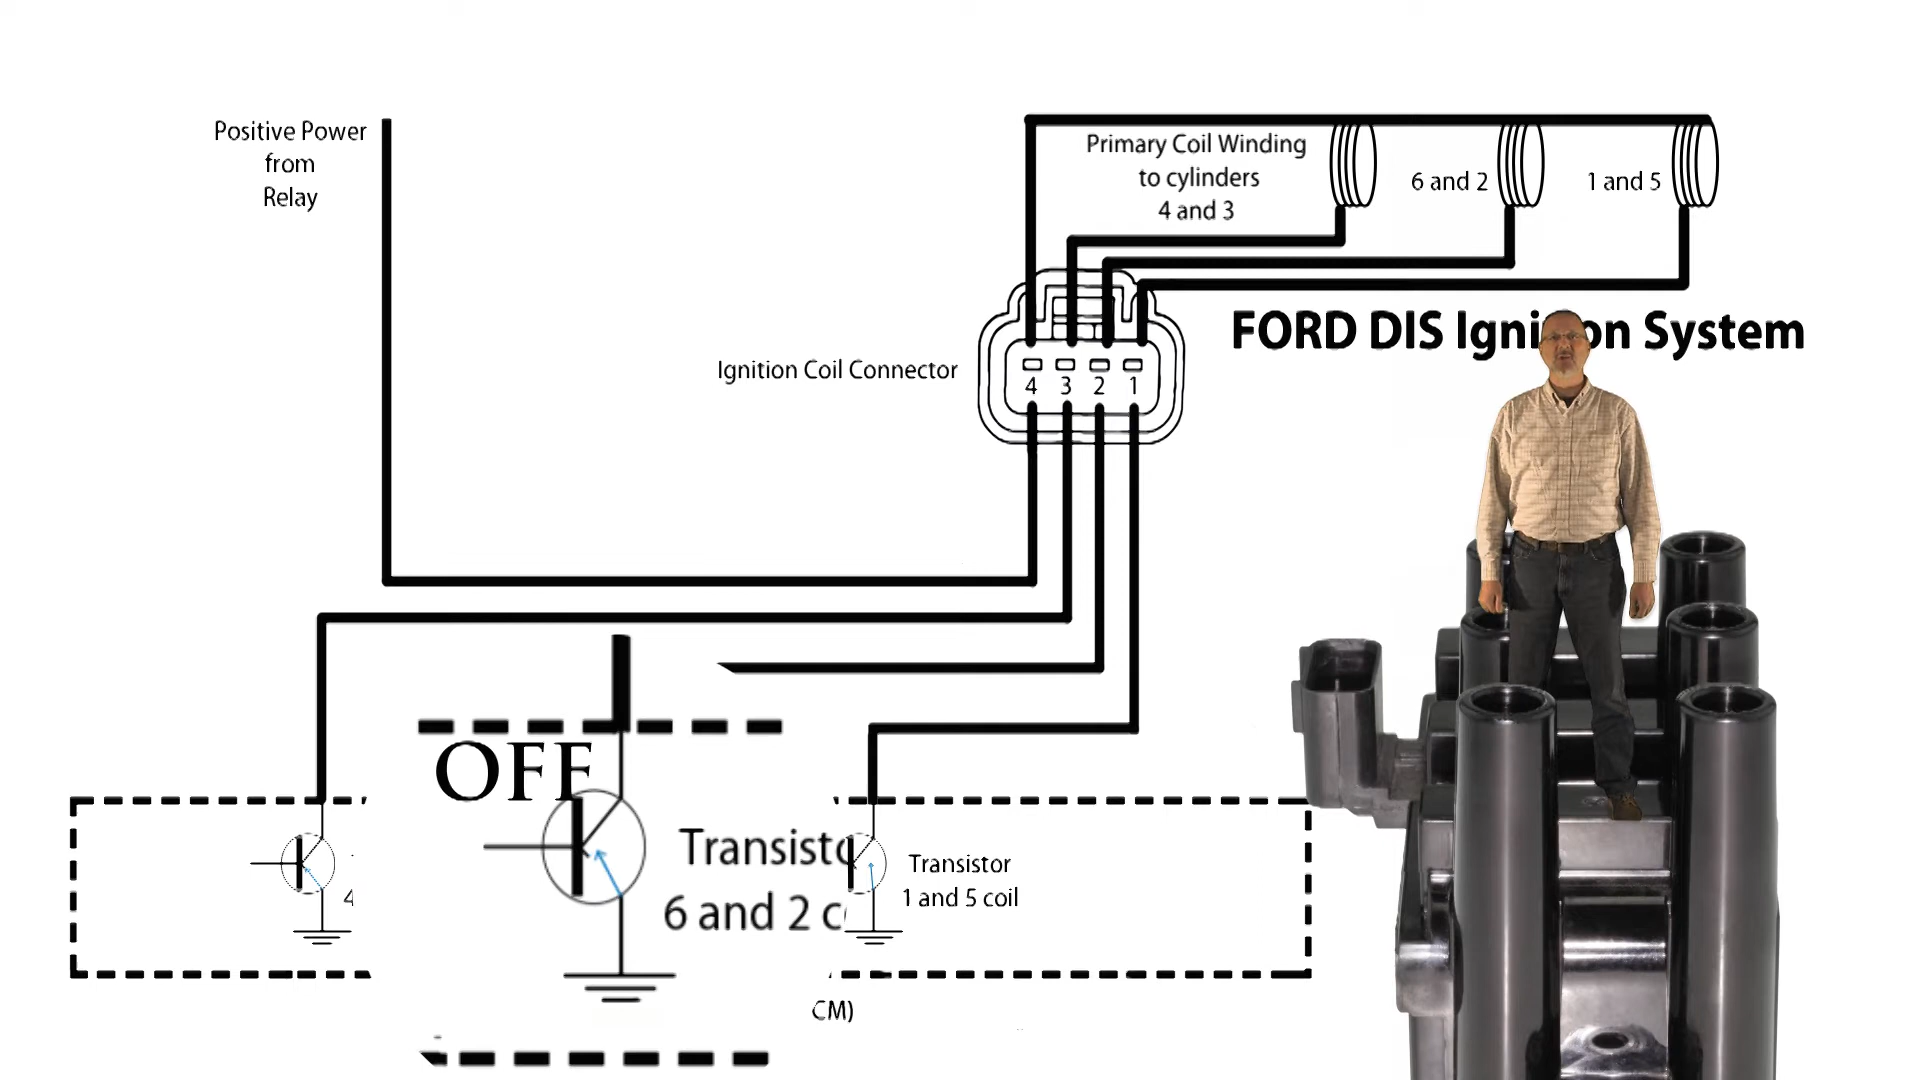 Positive Power
from
Relay
Primary Coil Winding
to cylinders
4 and 3
6 and 2
1 and 5
FORD DIS Ignition System
Ignition Coil Connector
4 3 2 1
OFF
Transisto
6 and 2 c
4
Transistor
1 and 5 coil
CM)